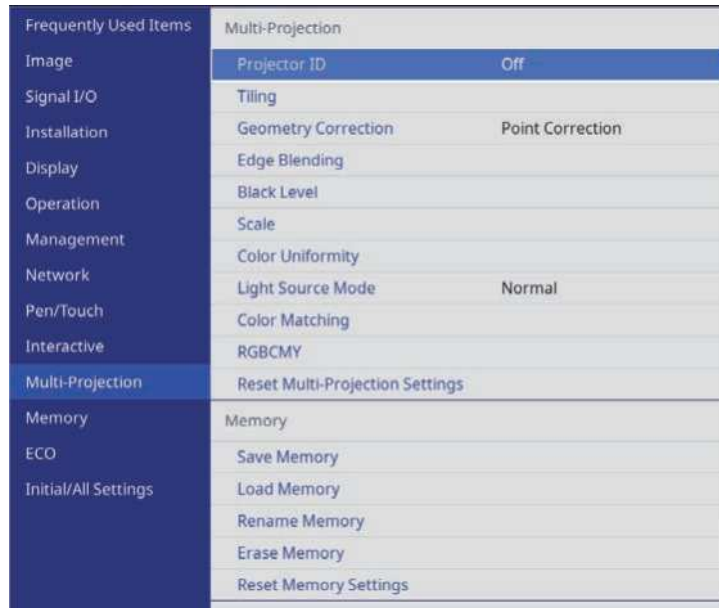 Frequently Used Items
Image
Signal I/O
Installation
Display
Operation
Management
Network
Pen/Touch
Interactive
Multi-Projection
Memory
ECO
Initial/All Settings
Multi-Projection
Projector ID Off
Tiling
Geometry Correction Point Correction
Edge Blending
Black Level
Scale
Color Uniformity
Light Source Mode Normal
Color Matching
RGBCMY
Reset Multi-Projection Settings
Memory
Save Memory
Load Memory
Rename Memory
Erase Memory
Reset Memory Settings